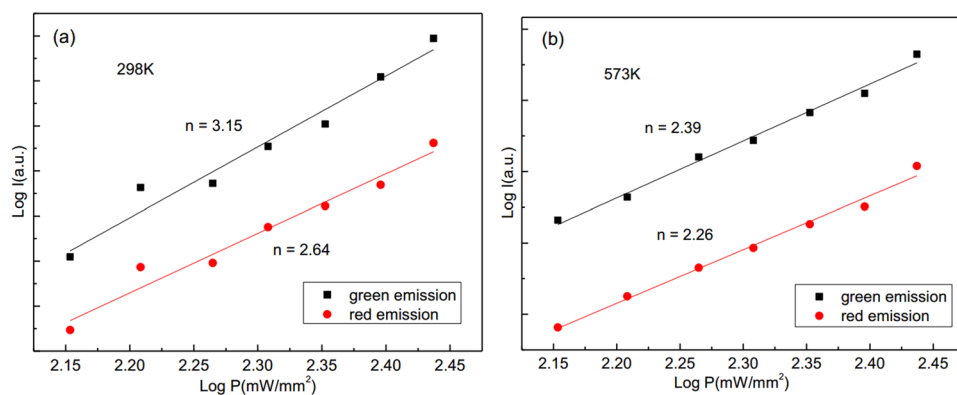 (a)
298K
n = 3.15
n = 2.64
green emission
red emission
Log I(a.u.)
2.15 2.20 2.25 2.30 2.35 2.40 2.45
Log P(mW/mm²)
(b)
573K
n = 2.39
n = 2.26
green emission
red emission
Log I(a.u.)
2.15 2.20 2.25 2.30 2.35 2.40 2.45
Log P(mW/mm²)